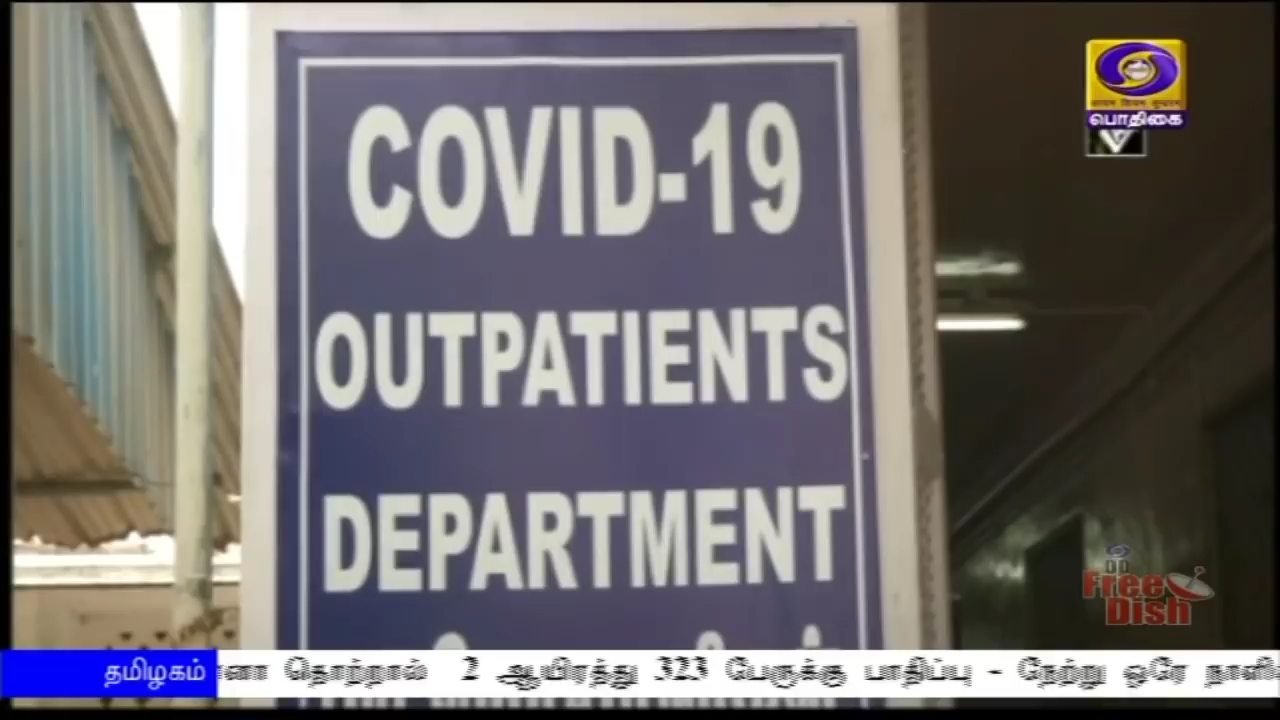 COVID-19
OUTPATIENTS
DEPARTMENT
பொதிகை
DD
Free
Dish
தமிழகம்
னா தொற்றால் 2 ஆயிரத்து 323 பேருக்கு பாதிப்பு - நேற்று ஒரே நாளி